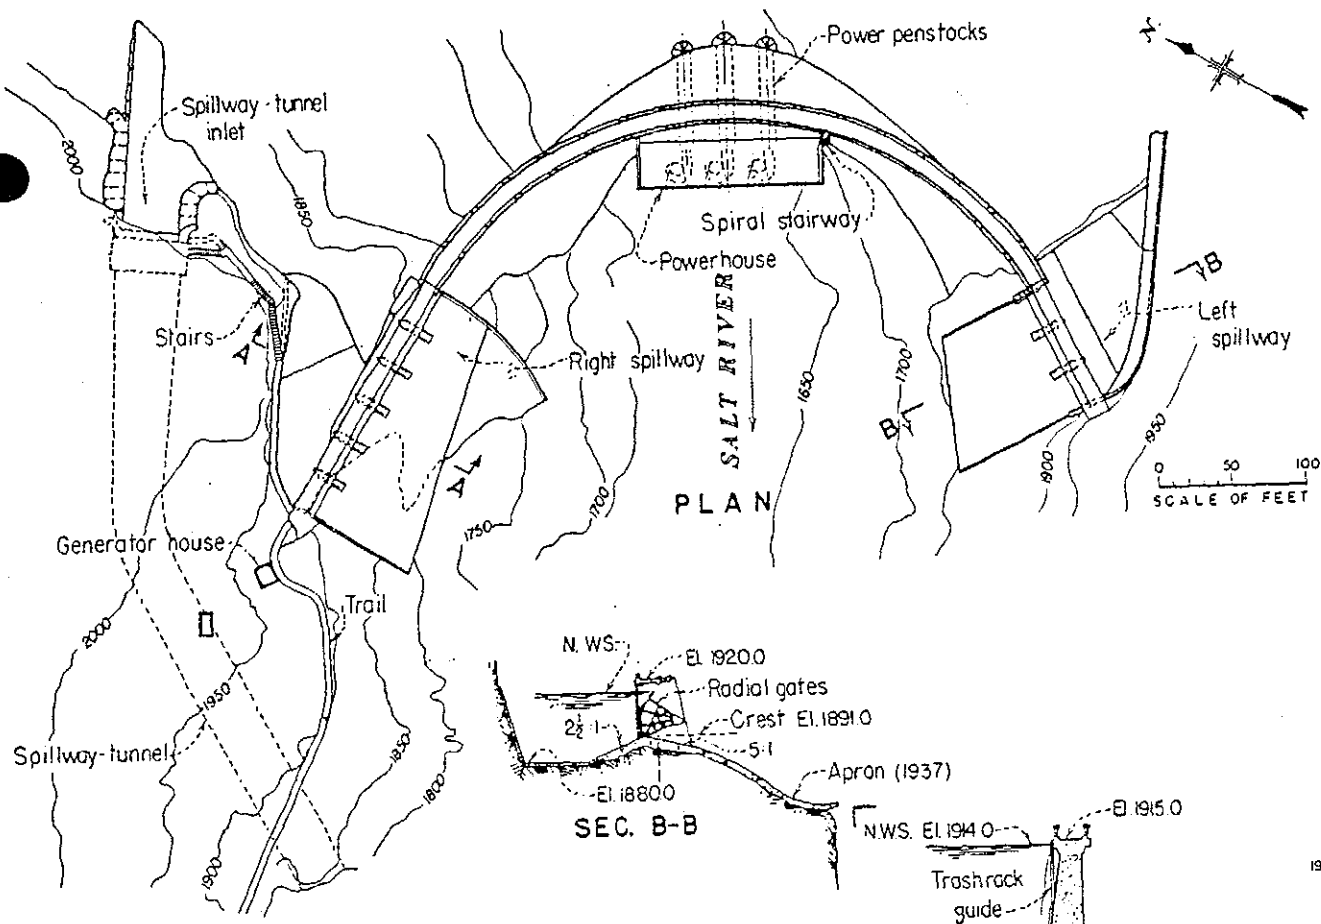 Power penstocks
N
Spillway-tunnel
inlet
2000
1850
Spiral stairway
Powerhouse
B
Stairs
A
Right spillway
Left
spillway
SALT RIVER
1650
1700
B
1950
1900
A
PLAN
0 50 100
SCALE OF FEET
1700
1750
Generator house
Trail
2000
N.W.S.
El. 1920.0
Radial gates
1950
2½:1
Crest El. 1891.0
5:1
Spillway-tunnel
1850
Apron (1937)
1800
El. 1880.0
SEC. B-B
N.W.S. El. 1914.0
El. 1915.0
1900
Trashrack
guide
19